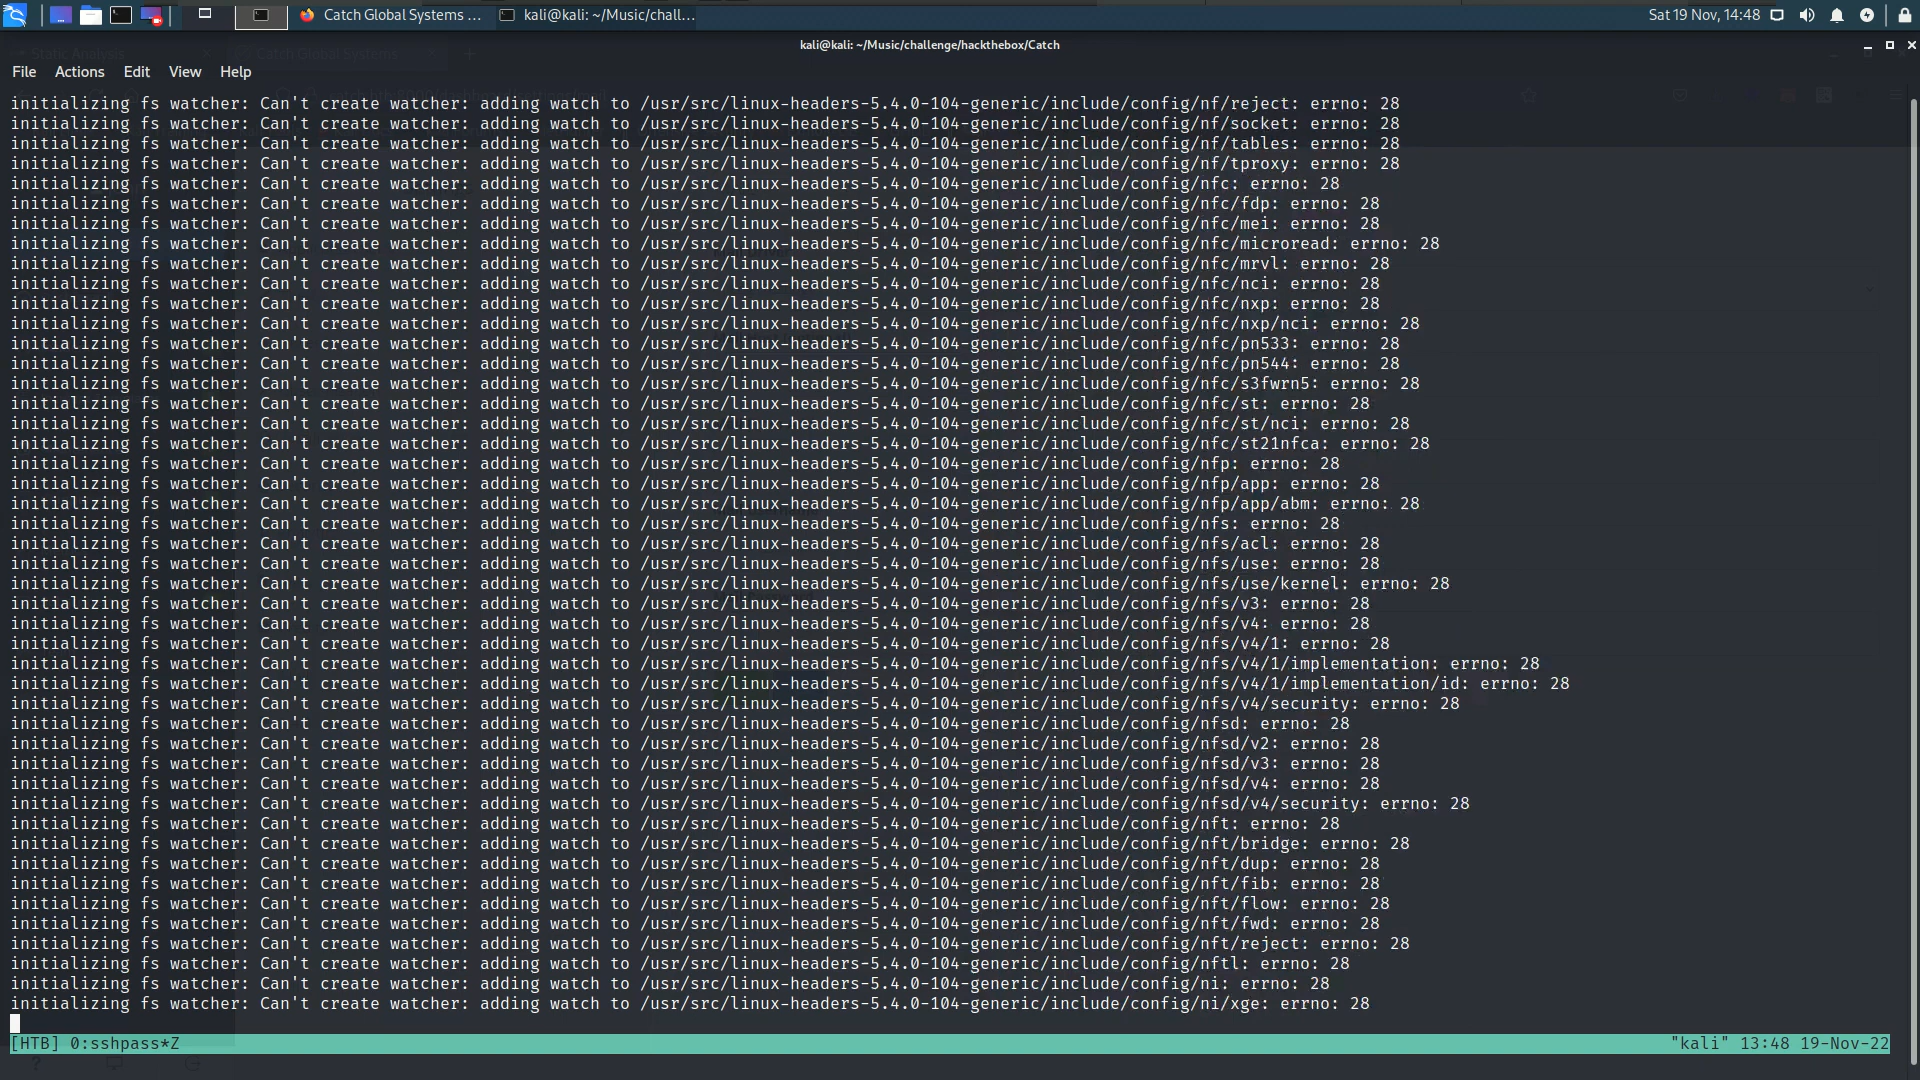 Catch Global Systems ...
kali@kali: ~/Music/chall...
Sat 19 Nov, 14:48
kali@kali: ~/Music/challenge/hackthebox/Catch
Static Analysis
Catch Global Systems
File Actions Edit View Help
initializing fs watcher: Can't create watcher: adding watch to /usr/src/linux-headers-5.4.0-104-generic/include/config/nf/reject: errno: 28
initializing fs watcher: Can't create watcher: adding watch to /usr/src/linux-headers-5.4.0-104-generic/include/config/nf/socket: errno: 28
initializing fs watcher: Can't create watcher: adding watch to /usr/src/linux-headers-5.4.0-104-generic/include/config/nf/tables: errno: 28
initializing fs watcher: Can't create watcher: adding watch to /usr/src/linux-headers-5.4.0-104-generic/include/config/nf/tproxy: errno: 28
initializing fs watcher: Can't create watcher: adding watch to /usr/src/linux-headers-5.4.0-104-generic/include/config/nfc: errno: 28
initializing fs watcher: Can't create watcher: adding watch to /usr/src/linux-headers-5.4.0-104-generic/include/config/nfc/fdp: errno: 28
initializing fs watcher: Can't create watcher: adding watch to /usr/src/linux-headers-5.4.0-104-generic/include/config/nfc/mei: errno: 28
initializing fs watcher: Can't create watcher: adding watch to /usr/src/linux-headers-5.4.0-104-generic/include/config/nfc/microread: errno: 28
initializing fs watcher: Can't create watcher: adding watch to /usr/src/linux-headers-5.4.0-104-generic/include/config/nfc/mrvl: errno: 28
initializing fs watcher: Can't create watcher: adding watch to /usr/src/linux-headers-5.4.0-104-generic/include/config/nfc/nci: errno: 28
initializing fs watcher: Can't create watcher: adding watch to /usr/src/linux-headers-5.4.0-104-generic/include/config/nfc/nxp: errno: 28
initializing fs watcher: Can't create watcher: adding watch to /usr/src/linux-headers-5.4.0-104-generic/include/config/nfc/nxp/nci: errno: 28
initializing fs watcher: Can't create watcher: adding watch to /usr/src/linux-headers-5.4.0-104-generic/include/config/nfc/pn533: errno: 28
initializing fs watcher: Can't create watcher: adding watch to /usr/src/linux-headers-5.4.0-104-generic/include/config/nfc/pn544: errno: 28
initializing fs watcher: Can't create watcher: adding watch to /usr/src/linux-headers-5.4.0-104-generic/include/config/nfc/s3fwrn5: errno: 28
initializing fs watcher: Can't create watcher: adding watch to /usr/src/linux-headers-5.4.0-104-generic/include/config/nfc/st: errno: 28
initializing fs watcher: Can't create watcher: adding watch to /usr/src/linux-headers-5.4.0-104-generic/include/config/nfc/st/nci: errno: 28
initializing fs watcher: Can't create watcher: adding watch to /usr/src/linux-headers-5.4.0-104-generic/include/config/nfc/st21nfca: errno: 28
initializing fs watcher: Can't create watcher: adding watch to /usr/src/linux-headers-5.4.0-104-generic/include/config/nfp: errno: 28
initializing fs watcher: Can't create watcher: adding watch to /usr/src/linux-headers-5.4.0-104-generic/include/config/nfp/app: errno: 28
initializing fs watcher: Can't create watcher: adding watch to /usr/src/linux-headers-5.4.0-104-generic/include/config/nfp/app/abm: errno: 28
initializing fs watcher: Can't create watcher: adding watch to /usr/src/linux-headers-5.4.0-104-generic/include/config/nfs: errno: 28
initializing fs watcher: Can't create watcher: adding watch to /usr/src/linux-headers-5.4.0-104-generic/include/config/nfs/acl: errno: 28
initializing fs watcher: Can't create watcher: adding watch to /usr/src/linux-headers-5.4.0-104-generic/include/config/nfs/use: errno: 28
initializing fs watcher: Can't create watcher: adding watch to /usr/src/linux-headers-5.4.0-104-generic/include/config/nfs/use/kernel: errno: 28
initializing fs watcher: Can't create watcher: adding watch to /usr/src/linux-headers-5.4.0-104-generic/include/config/nfs/v3: errno: 28
initializing fs watcher: Can't create watcher: adding watch to /usr/src/linux-headers-5.4.0-104-generic/include/config/nfs/v4: errno: 28
initializing fs watcher: Can't create watcher: adding watch to /usr/src/linux-headers-5.4.0-104-generic/include/config/nfs/v4/1: errno: 28
initializing fs watcher: Can't create watcher: adding watch to /usr/src/linux-headers-5.4.0-104-generic/include/config/nfs/v4/1/implementation: errno: 28
initializing fs watcher: Can't create watcher: adding watch to /usr/src/linux-headers-5.4.0-104-generic/include/config/nfs/v4/1/implementation/id: errno: 28
initializing fs watcher: Can't create watcher: adding watch to /usr/src/linux-headers-5.4.0-104-generic/include/config/nfs/v4/security: errno: 28
initializing fs watcher: Can't create watcher: adding watch to /usr/src/linux-headers-5.4.0-104-generic/include/config/nfsd: errno: 28
initializing fs watcher: Can't create watcher: adding watch to /usr/src/linux-headers-5.4.0-104-generic/include/config/nfsd/v2: errno: 28
initializing fs watcher: Can't create watcher: adding watch to /usr/src/linux-headers-5.4.0-104-generic/include/config/nfsd/v3: errno: 28
initializing fs watcher: Can't create watcher: adding watch to /usr/src/linux-headers-5.4.0-104-generic/include/config/nfsd/v4: errno: 28
initializing fs watcher: Can't create watcher: adding watch to /usr/src/linux-headers-5.4.0-104-generic/include/config/nfsd/v4/security: errno: 28
initializing fs watcher: Can't create watcher: adding watch to /usr/src/linux-headers-5.4.0-104-generic/include/config/nft: errno: 28
initializing fs watcher: Can't create watcher: adding watch to /usr/src/linux-headers-5.4.0-104-generic/include/config/nft/bridge: errno: 28
initializing fs watcher: Can't create watcher: adding watch to /usr/src/linux-headers-5.4.0-104-generic/include/config/nft/dup: errno: 28
initializing fs watcher: Can't create watcher: adding watch to /usr/src/linux-headers-5.4.0-104-generic/include/config/nft/fib: errno: 28
initializing fs watcher: Can't create watcher: adding watch to /usr/src/linux-headers-5.4.0-104-generic/include/config/nft/flow: errno: 28
initializing fs watcher: Can't create watcher: adding watch to /usr/src/linux-headers-5.4.0-104-generic/include/config/nft/fwd: errno: 28
initializing fs watcher: Can't create watcher: adding watch to /usr/src/linux-headers-5.4.0-104-generic/include/config/nft/reject: errno: 28
initializing fs watcher: Can't create watcher: adding watch to /usr/src/linux-headers-5.4.0-104-generic/include/config/nftl: errno: 28
initializing fs watcher: Can't create watcher: adding watch to /usr/src/linux-headers-5.4.0-104-generic/include/config/ni: errno: 28
initializing fs watcher: Can't create watcher: adding watch to /usr/src/linux-headers-5.4.0-104-generic/include/config/ni/xge: errno: 28
[HTB] 0:sshpass*Z
"kali" 13:48 19-Nov-22